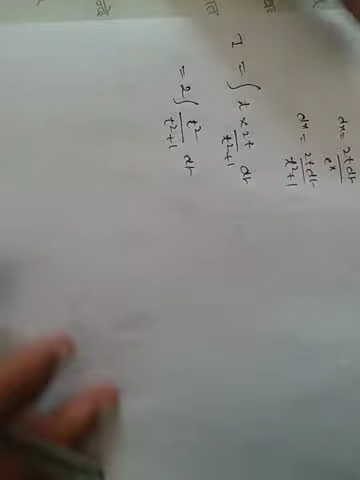 dx = 2t dt / e^x
dx = 2t dt / t²+1
I = ∫ t × 2t / t²+1 dt
= 2∫ t² / t²+1 dt